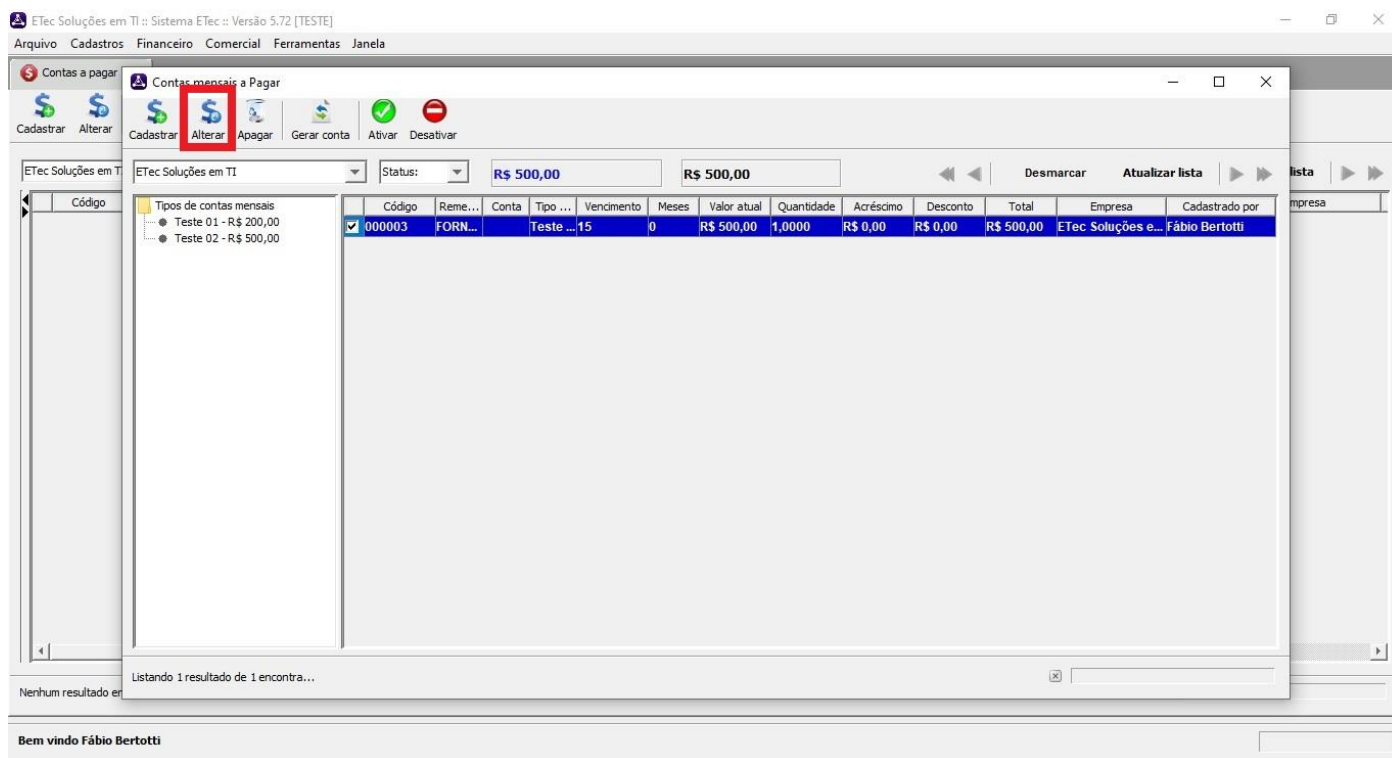 ETec Soluções em TI :: Sistema ETec :: Versão 5.72 [TESTE]
Arquivo Cadastros Financeiro Comercial Ferramentas Janela
Contas a pagar
Cadastrar Alterar
ETec Soluções em T
Código
mpresa
lista
Contas mensais a Pagar
Cadastrar Alterar Apagar Gerar conta Ativar Desativar
ETec Soluções em TI Status: R$ 500,00 R$ 500,00 Desmarcar Atualizar lista
Tipos de contas mensais
Teste 01 - R$ 200,00
Teste 02 - R$ 500,00
Código Reme... Conta Tipo ... Vencimento Meses Valor atual Quantidade Acréscimo Desconto Total Empresa Cadastrado por
000003 FORN... Teste ... 15 0 R$ 500,00 1,0000 R$ 0,00 R$ 0,00 R$ 500,00 ETec Soluções e... Fábio Bertotti
Listando 1 resultado de 1 encontra...
Nenhum resultado en
Bem vindo Fábio Bertotti